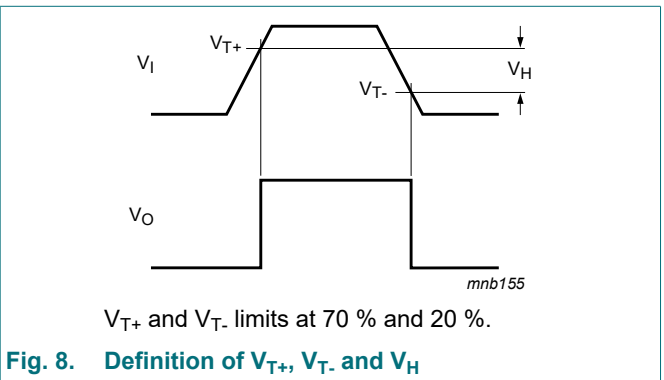 V_T+
V_I
V_H
V_T-
V_O
mnb155
V_T+ and V_T- limits at 70 % and 20 %.
Fig. 8. Definition of V_T+, V_T- and V_H